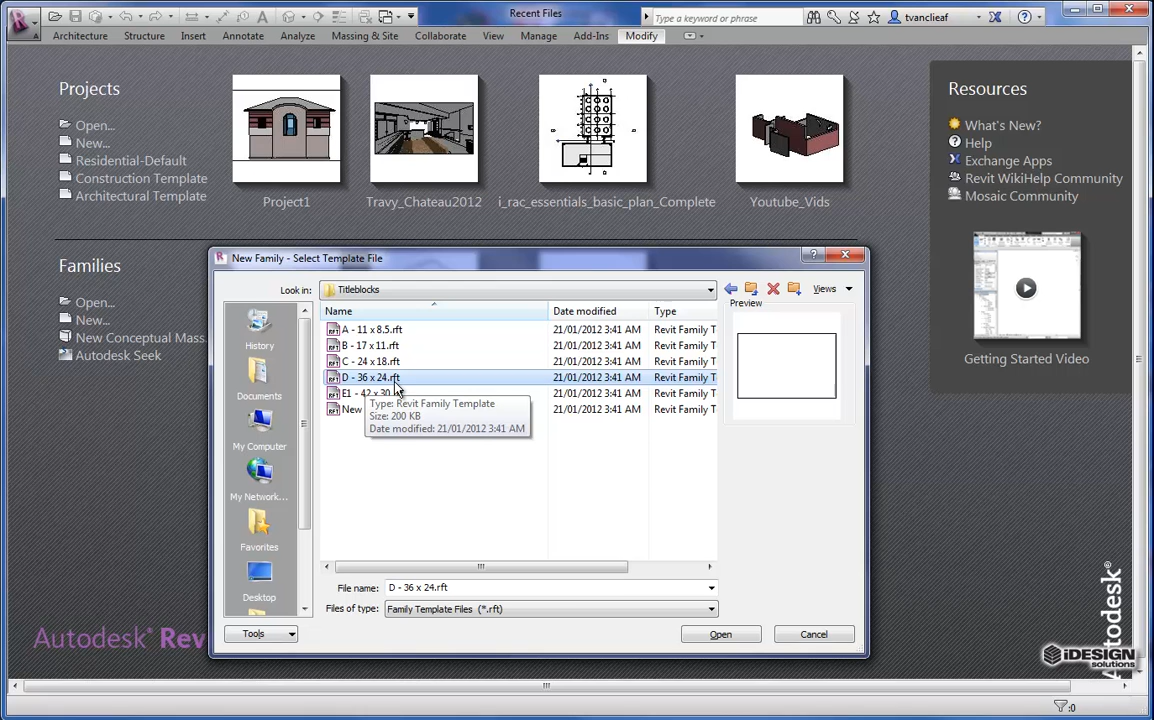 Recent Files
Type a keyword or phrase
tvanclieaf
Architecture Structure Insert Annotate Analyze Massing & Site Collaborate View Manage Add-Ins Modify
Projects
Open...
New...
Residential-Default
Construction Template
Architectural Template
Project1
Travy_Chateau2012
i_rac_essentials_basic_plan_Complete
Youtube_Vids
Resources
What's New?
Help
Exchange Apps
Revit WikiHelp Community
Mosaic Community
Getting Started Video
Families
Open...
New...
New Conceptual Mass.
Autodesk Seek
New Family - Select Template File
Look in: Titleblocks
Views
Name Date modified Type
A - 11 x 8.5.rft 21/01/2012 3:41 AM Revit Family T
B - 17 x 11.rft 21/01/2012 3:41 AM Revit Family T
C - 24 x 18.rft 21/01/2012 3:41 AM Revit Family T
D - 36 x 24.rft 21/01/2012 3:41 AM Revit Family T
E1 - 42 x 30 21/01/2012 3:41 AM Revit Family T
New 21/01/2012 3:41 AM Revit Family T
Type: Revit Family Template
Size: 200 KB
Date modified: 21/01/2012 3:41 AM
Preview
History
Documents
My Computer
My Network...
Favorites
Desktop
File name: D - 36 x 24.rft
Files of type: Family Template Files (*.rft)
Tools
Open
Cancel
Autodesk® Rev
Autodesk®
iDESIGN
solutions
:0